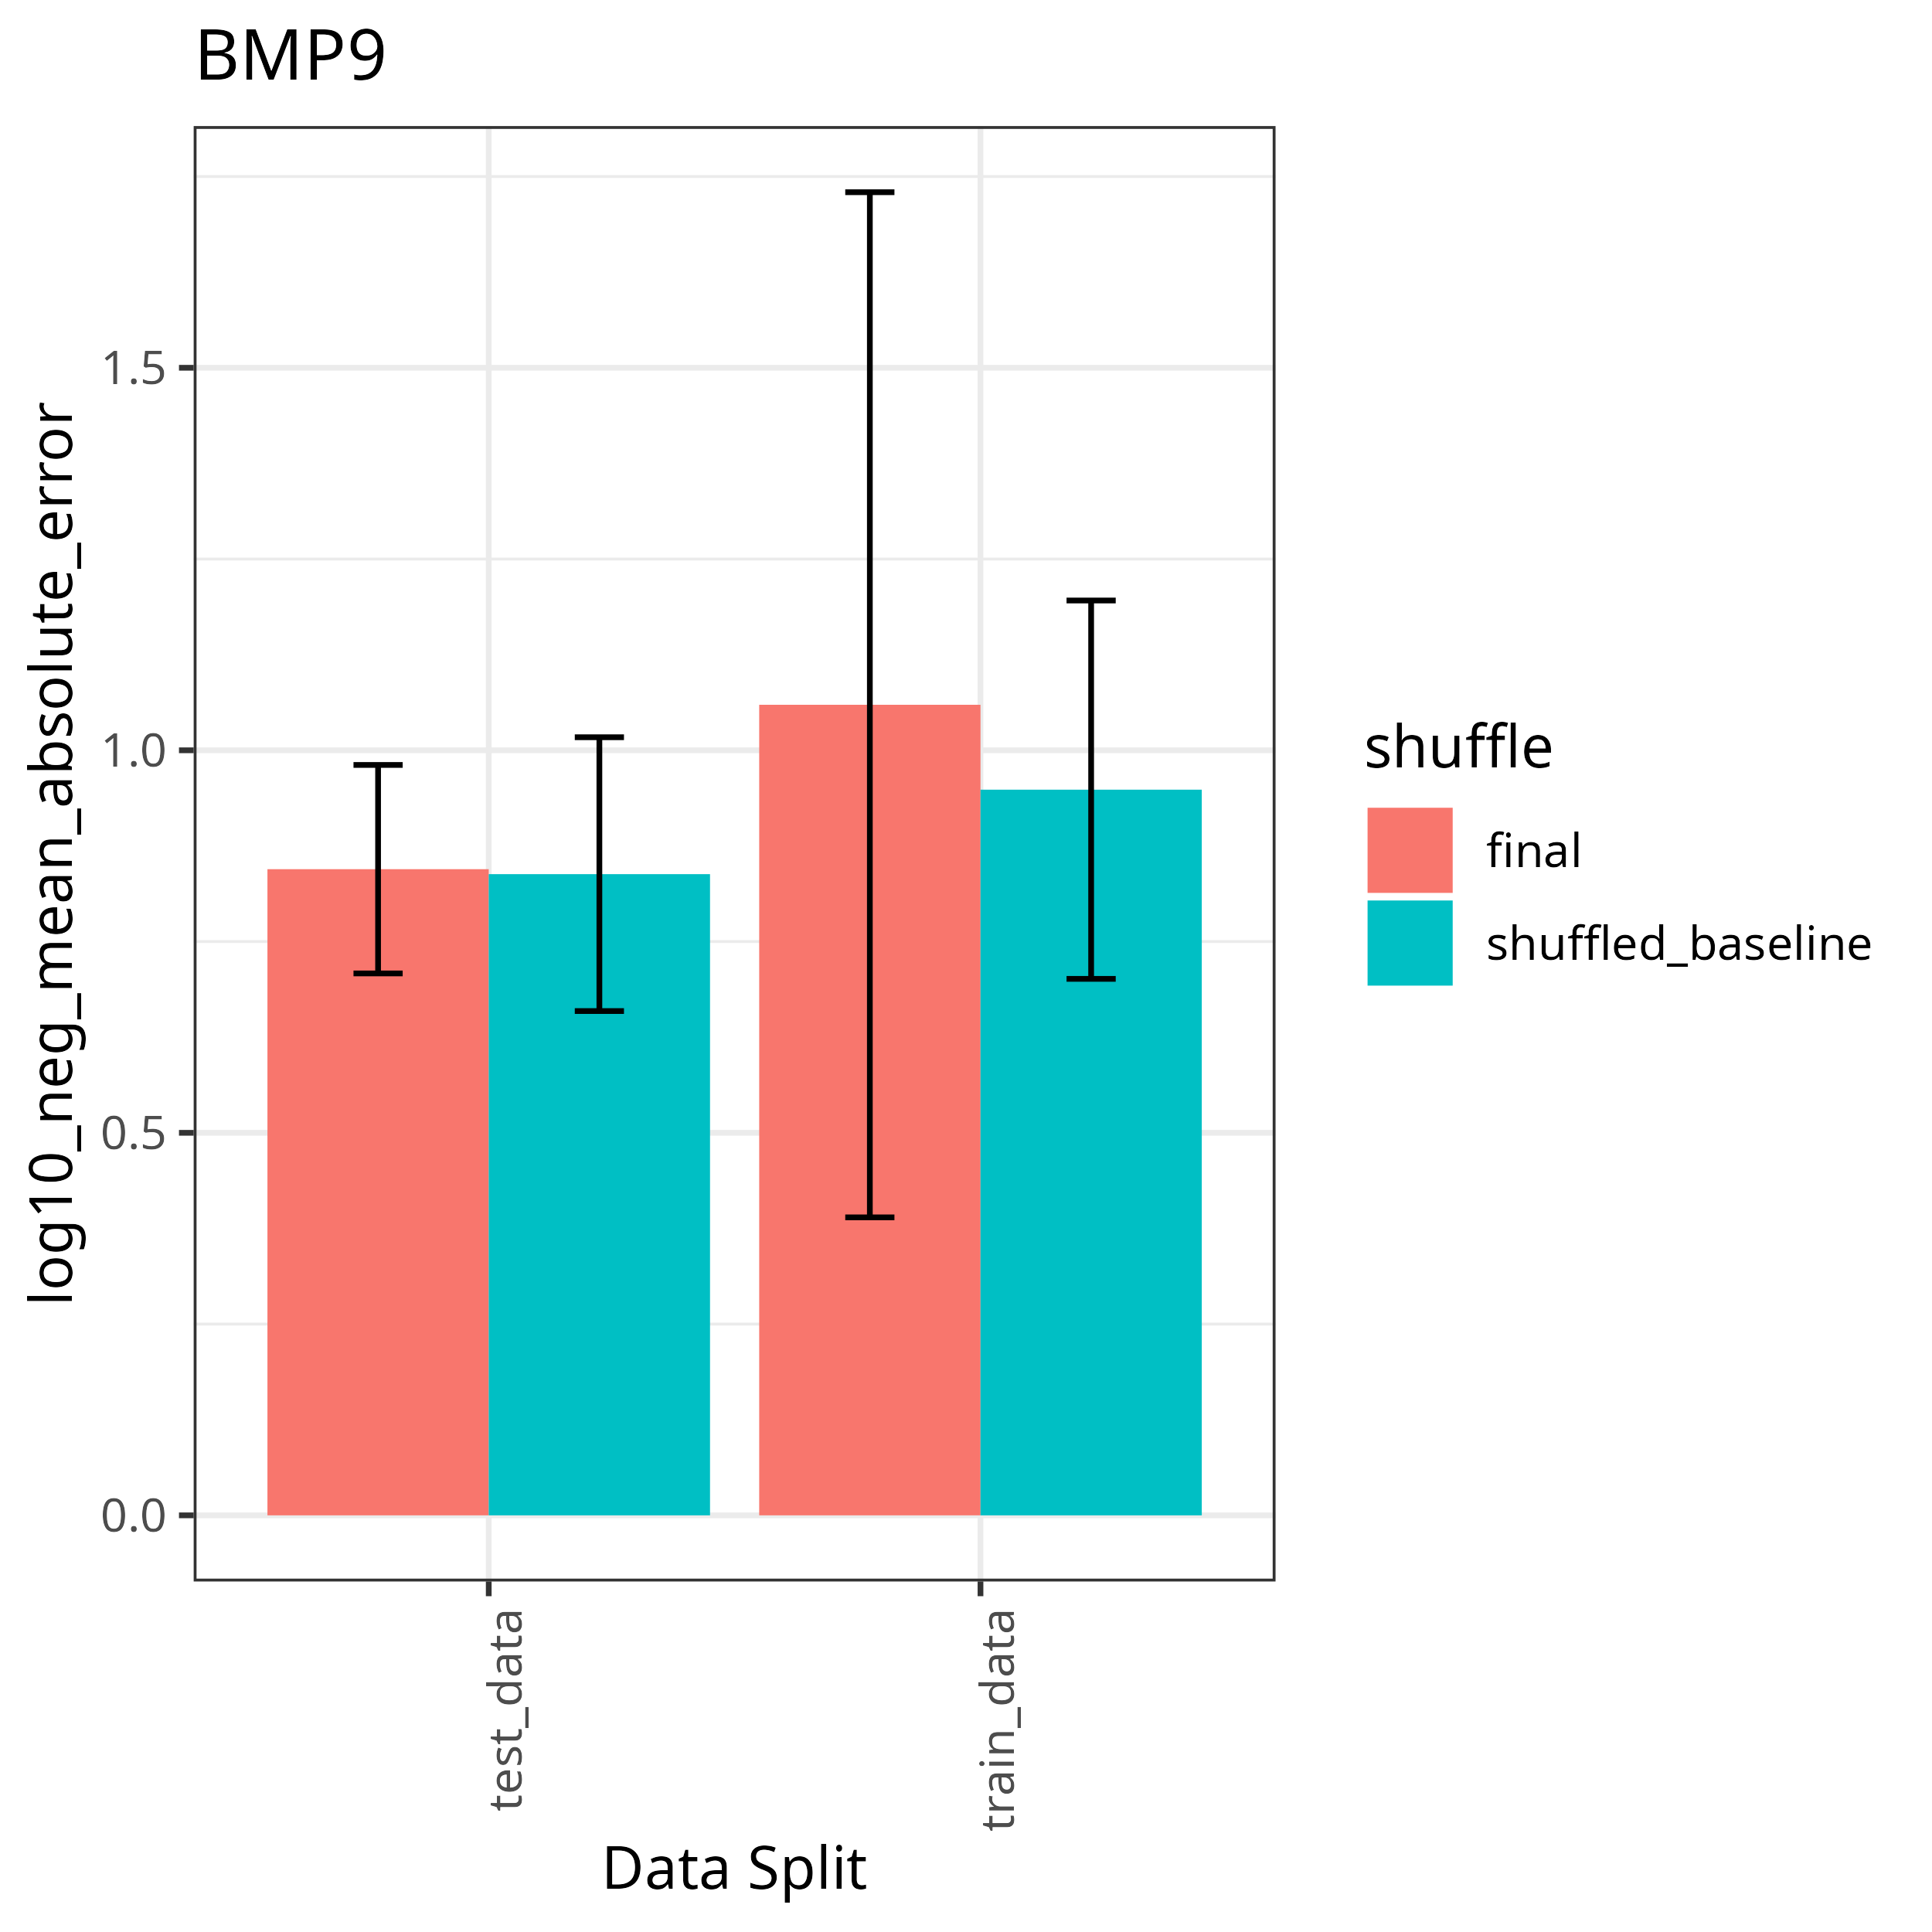 BMP9
log10_neg_mean_absolute_error
1.5
1.0
0.5
0.0
test_data
train_data
Data Split
shuffle
final
shuffled_baseline